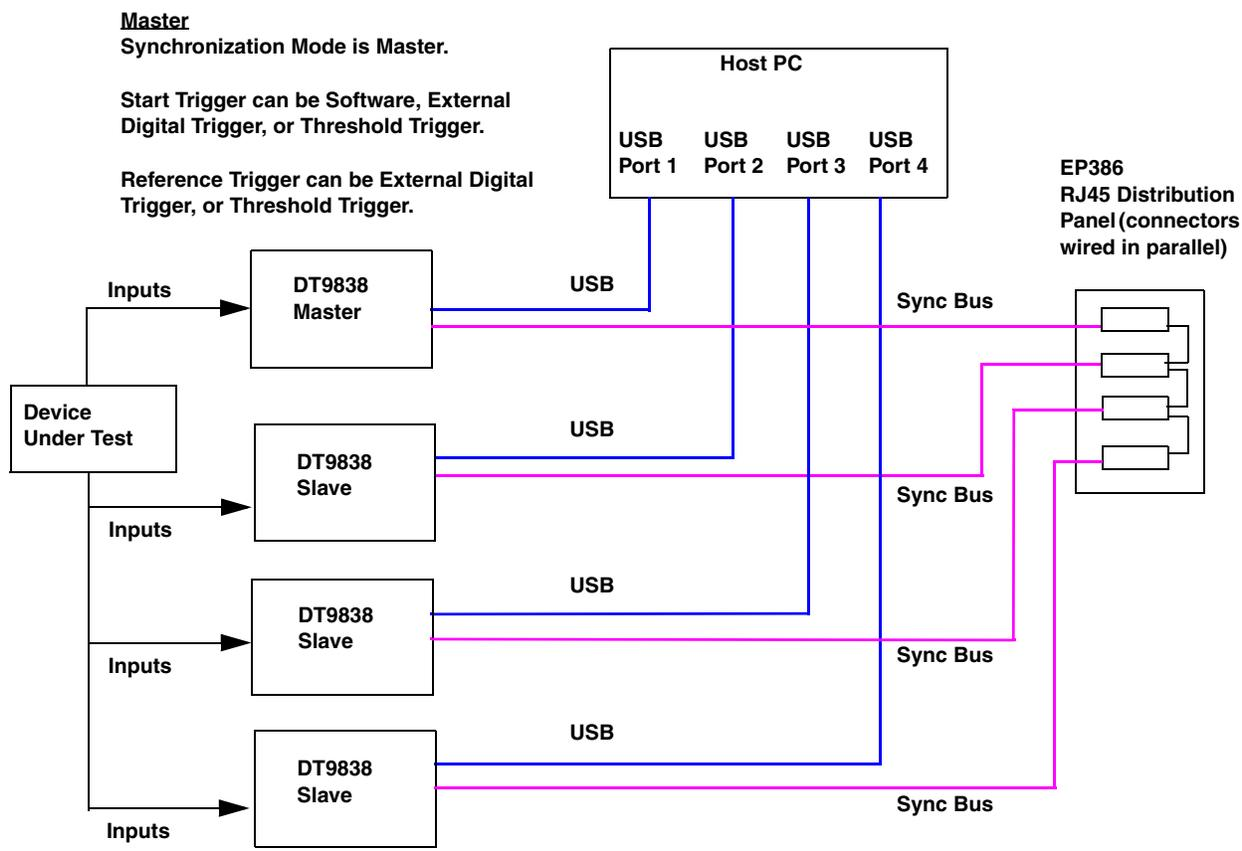 Master
Synchronization Mode is Master.
Start Trigger can be Software, External
Digital Trigger, or Threshold Trigger.
Reference Trigger can be External Digital
Trigger, or Threshold Trigger.
Host PC
USB
Port 1
USB
Port 2
USB
Port 3
USB
Port 4
EP386
RJ45 Distribution
Panel (connectors
wired in parallel)
Inputs
DT9838
Master
USB
Sync Bus
Device
Under Test
DT9838
Slave
USB
Sync Bus
Inputs
DT9838
Slave
USB
Sync Bus
Inputs
DT9838
Slave
USB
Sync Bus
Inputs